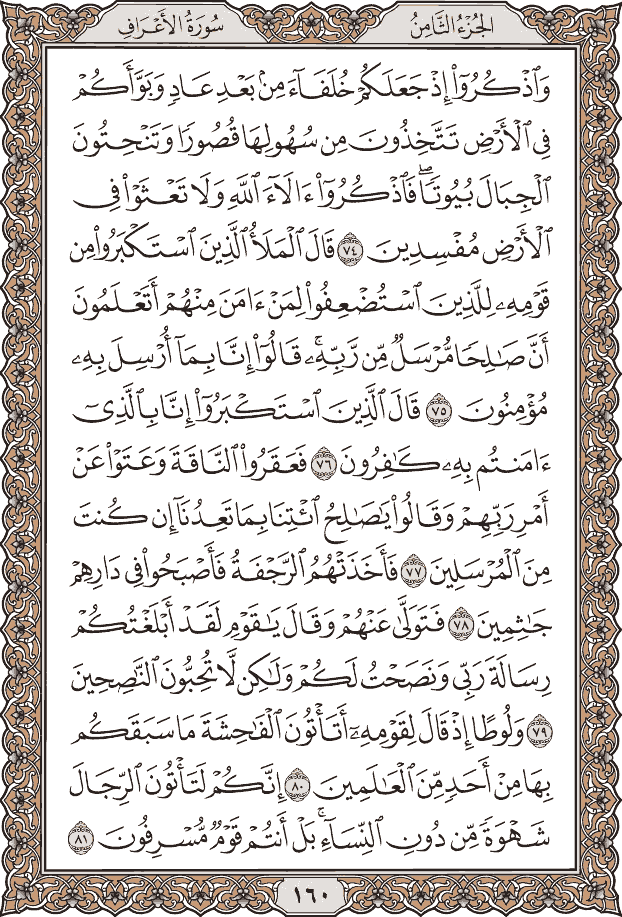 الجُزْءُ الثَّامِنُ
سُورَةُ الأَعْرَافِ
وَٱذْكُرُوٓا۟ إِذْ جَعَلَكُمْ خُلَفَآءَ مِنۢ بَعْدِ عَادٍ وَبَوَّأَكُمْ
فِى ٱلْأَرْضِ تَتَّخِذُونَ مِن سُهُولِهَا قُصُورًا وَتَنْحِتُونَ
ٱلْجِبَالَ بُيُوتًا ۖ فَٱذْكُرُوٓا۟ ءَالَآءَ ٱللَّهِ وَلَا تَعْثَوْا۟ فِى
ٱلْأَرْضِ مُفْسِدِينَ ٧٤ قَالَ ٱلْمَلَأُ ٱلَّذِينَ ٱسْتَكْبَرُوا۟ مِن
قَوْمِهِۦ لِلَّذِينَ ٱسْتُضْعِفُوا۟ لِمَنْ ءَامَنَ مِنْهُمْ أَتَعْلَمُونَ
أَنَّ صَـٰلِحًا مُّرْسَلٌ مِّن رَّبِّهِۦ ۚ قَالُوٓا۟ إِنَّا بِمَآ أُرْسِلَ بِهِۦ
مُؤْمِنُونَ ٧٥ قَالَ ٱلَّذِينَ ٱسْتَكْبَرُوٓا۟ إِنَّا بِٱلَّذِىٓ
ءَامَنتُم بِهِۦ كَـٰفِرُونَ ٧٦ فَعَقَرُوا۟ ٱلنَّاقَةَ وَعَتَوْا۟ عَنْ
أَمْرِ رَبِّهِمْ وَقَالُوا۟ يَـٰصَـٰلِحُ ٱئْتِنَا بِمَا تَعِدُنَآ إِن كُنتَ
مِنَ ٱلْمُرْسَلِينَ ٧٧ فَأَخَذَتْهُمُ ٱلرَّجْفَةُ فَأَصْبَحُوا۟ فِى دَارِهِمْ
جَـٰثِمِينَ ٧٨ فَتَوَلَّىٰ عَنْهُمْ وَقَالَ يَـٰقَوْمِ لَقَدْ أَبْلَغْتُكُمْ
رِسَالَةَ رَبِّى وَنَصَحْتُ لَكُمْ وَلَـٰكِن لَّا تُحِبُّونَ ٱلنَّـٰصِحِينَ
٧٩ وَلُوطًا إِذْ قَالَ لِقَوْمِهِۦٓ أَتَأْتُونَ ٱلْفَـٰحِشَةَ مَا سَبَقَكُم
بِهَا مِنْ أَحَدٍ مِّنَ ٱلْعَـٰلَمِينَ ٨٠ إِنَّكُمْ لَتَأْتُونَ ٱلرِّجَالَ
شَهْوَةً مِّن دُونِ ٱلنِّسَآءِ ۚ بَلْ أَنتُمْ قَوْمٌ مُّسْرِفُونَ ٨١
١٦٠